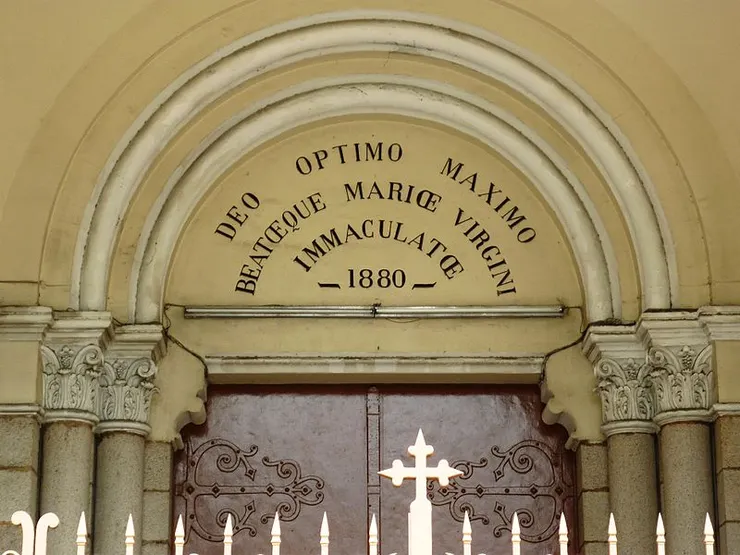 DEO OPTIMO MAXIMO
BEATŒQUE MARIŒ VIRGINI
IMMACULATŒ
1880